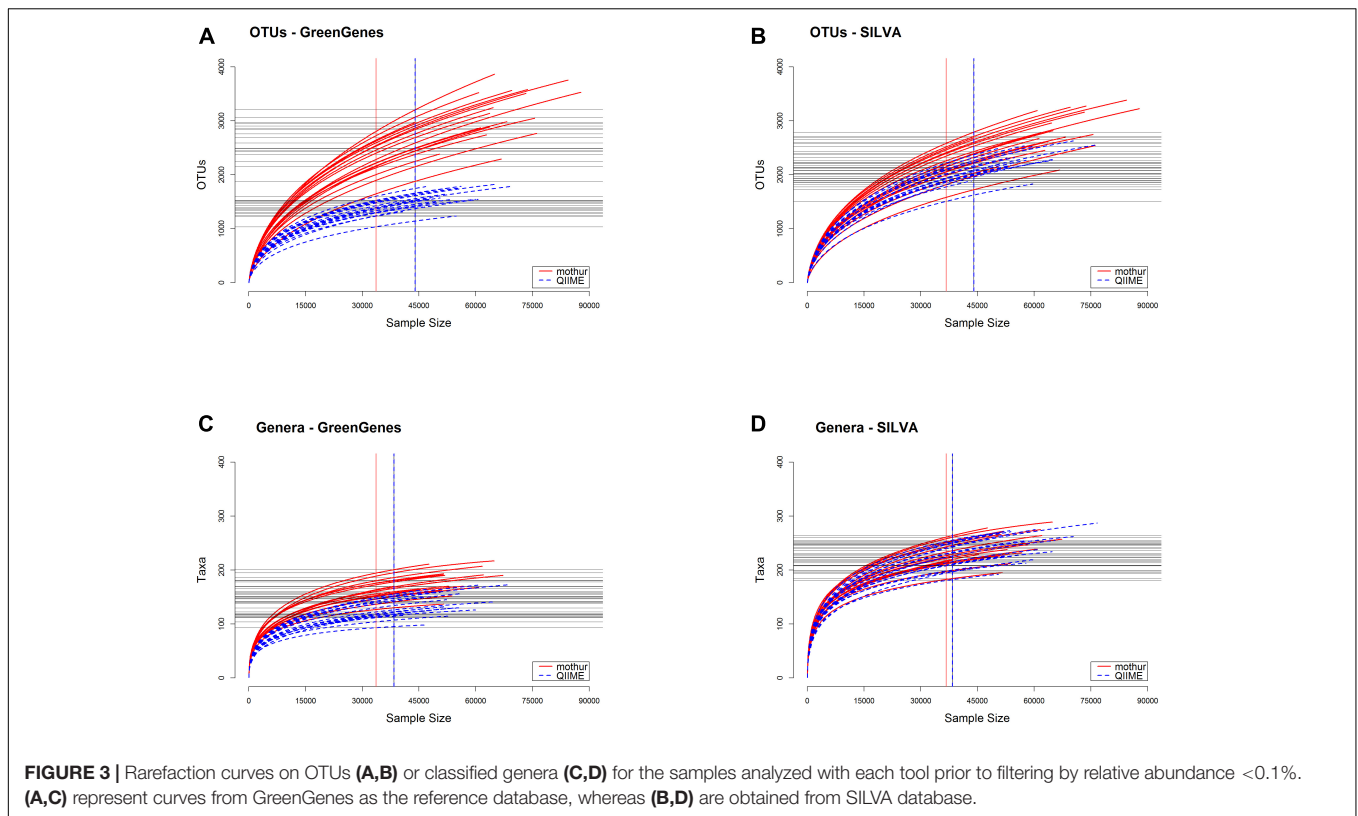 A OTUs - GreenGenes
4000
3000
2000
1000
0
OTUs
0 15000 30000 45000 60000 75000 90000
Sample Size
mothur
QIIME
B OTUs - SILVA
4000
3000
2000
1000
0
OTUs
0 15000 30000 45000 60000 75000 90000
Sample Size
mothur
QIIME
C Genera - GreenGenes
400
300
200
100
0
Taxa
0 15000 30000 45000 60000 75000 90000
Sample Size
mothur
QIIME
D Genera - SILVA
400
300
200
100
0
Taxa
0 15000 30000 45000 60000 75000 90000
Sample Size
mothur
QIIME
FIGURE 3 | Rarefaction curves on OTUs (A,B) or classified genera (C,D) for the samples analyzed with each tool prior to filtering by relative abundance <0.1%.
(A,C) represent curves from GreenGenes as the reference database, whereas (B,D) are obtained from SILVA database.